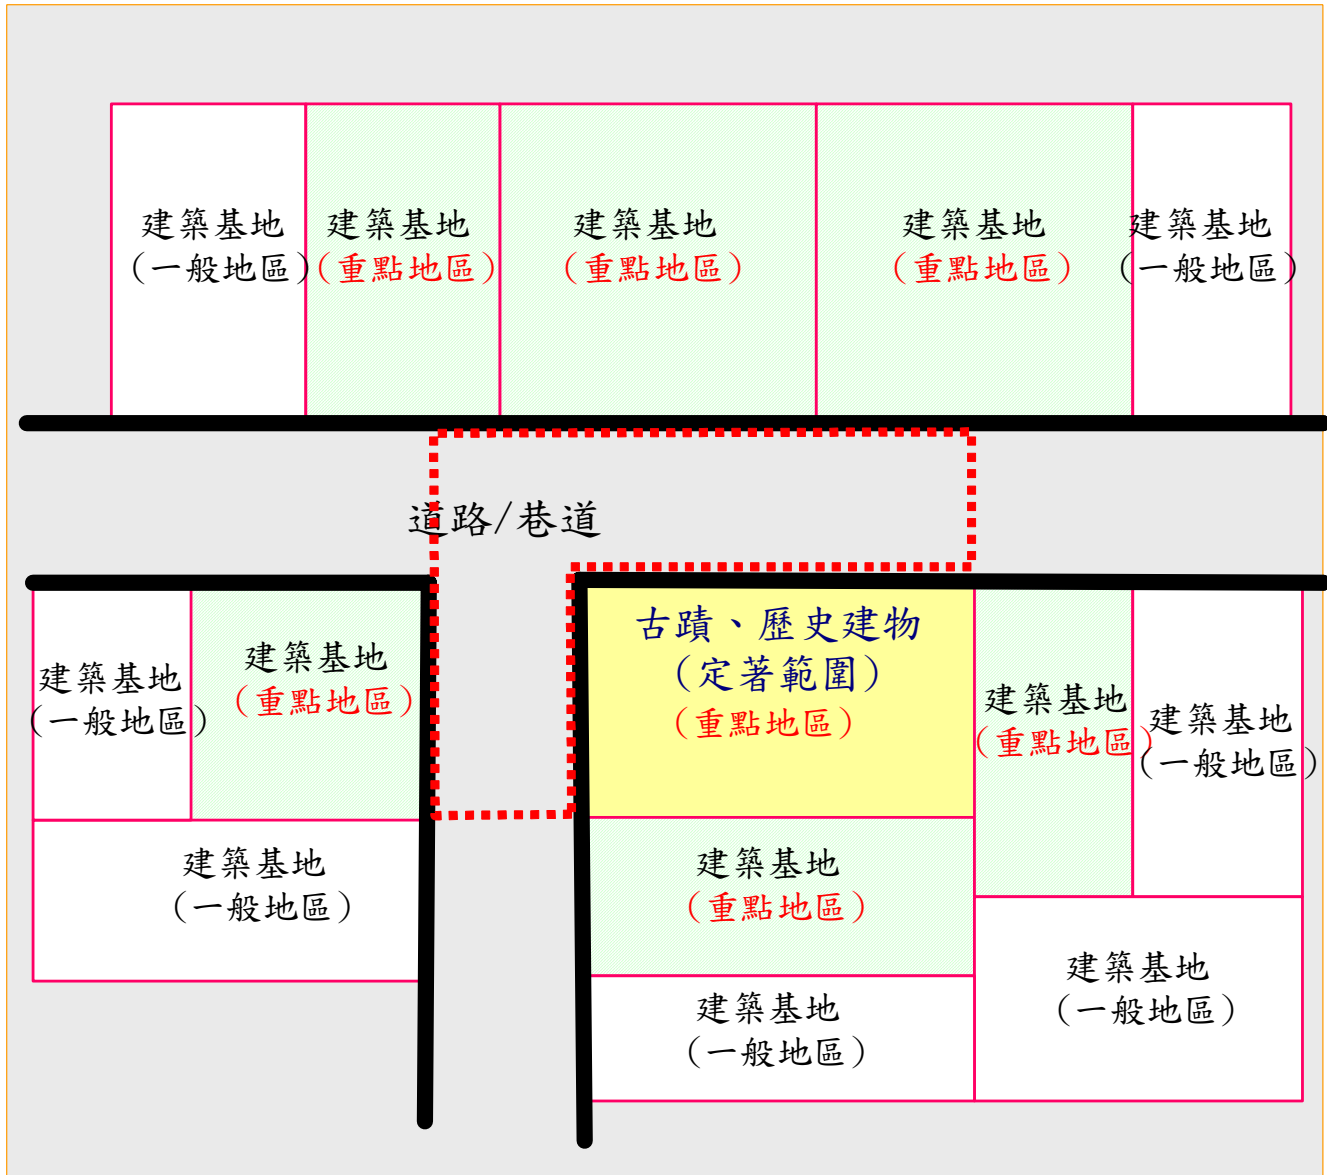 建築基地
（一般地區）
建築基地
（重點地區）
建築基地
（重點地區）
建築基地
（重點地區）
建築基地
（一般地區）
道路/巷道
建築基地
（一般地區）
建築基地
（重點地區）
古蹟、歷史建物
（定著範圍）
（重點地區）
建築基地
（重點地區）
建築基地
（一般地區）
建築基地
（一般地區）
建築基地
（重點地區）
建築基地
（一般地區）
建築基地
（一般地區）